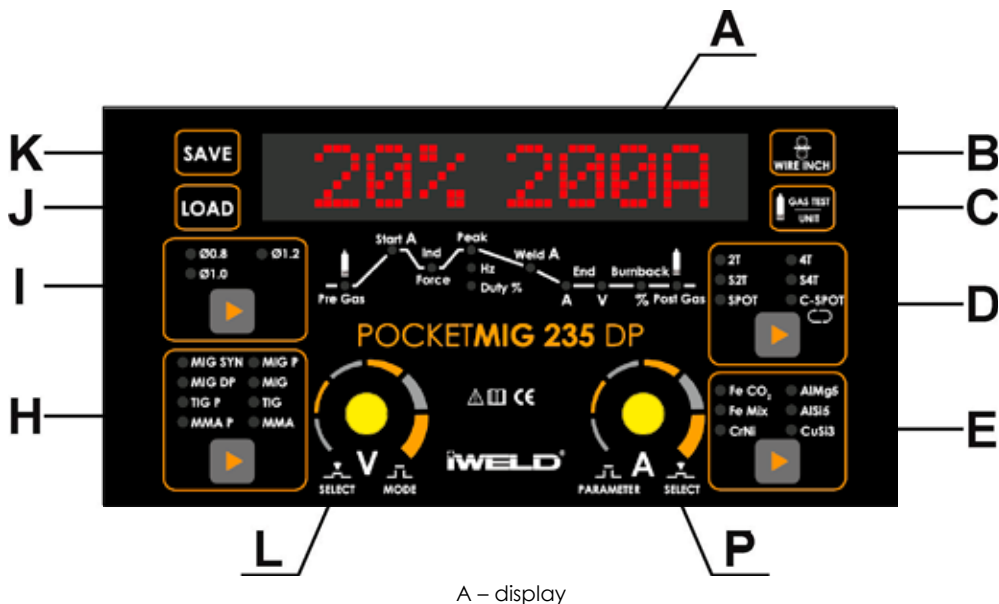 A
K
SAVE
20% 200A
WIRE INCH
B
J
LOAD
GAS TEST
UNIT
C
I
Ø0.8 Ø1.2
Ø1.0
Start A
Ind
Force
Peak
Hz
Duty %
Weld A
End
A V
Burnback
%
Pre Gas
Post Gas
2T 4T
S2T S4T
SPOT C-SPOT
D
POCKETMIG 235 DP
H
MIG SYN MIG P
MIG DP MIG
TIG P TIG
MMA P MMA
CE
Fe CO₂ AlMg5
Fe Mix AlSi5
CrNi CuSi3
E
V
SELECT MODE
iWELD®
A
PARAMETER SELECT
L
P
A – display